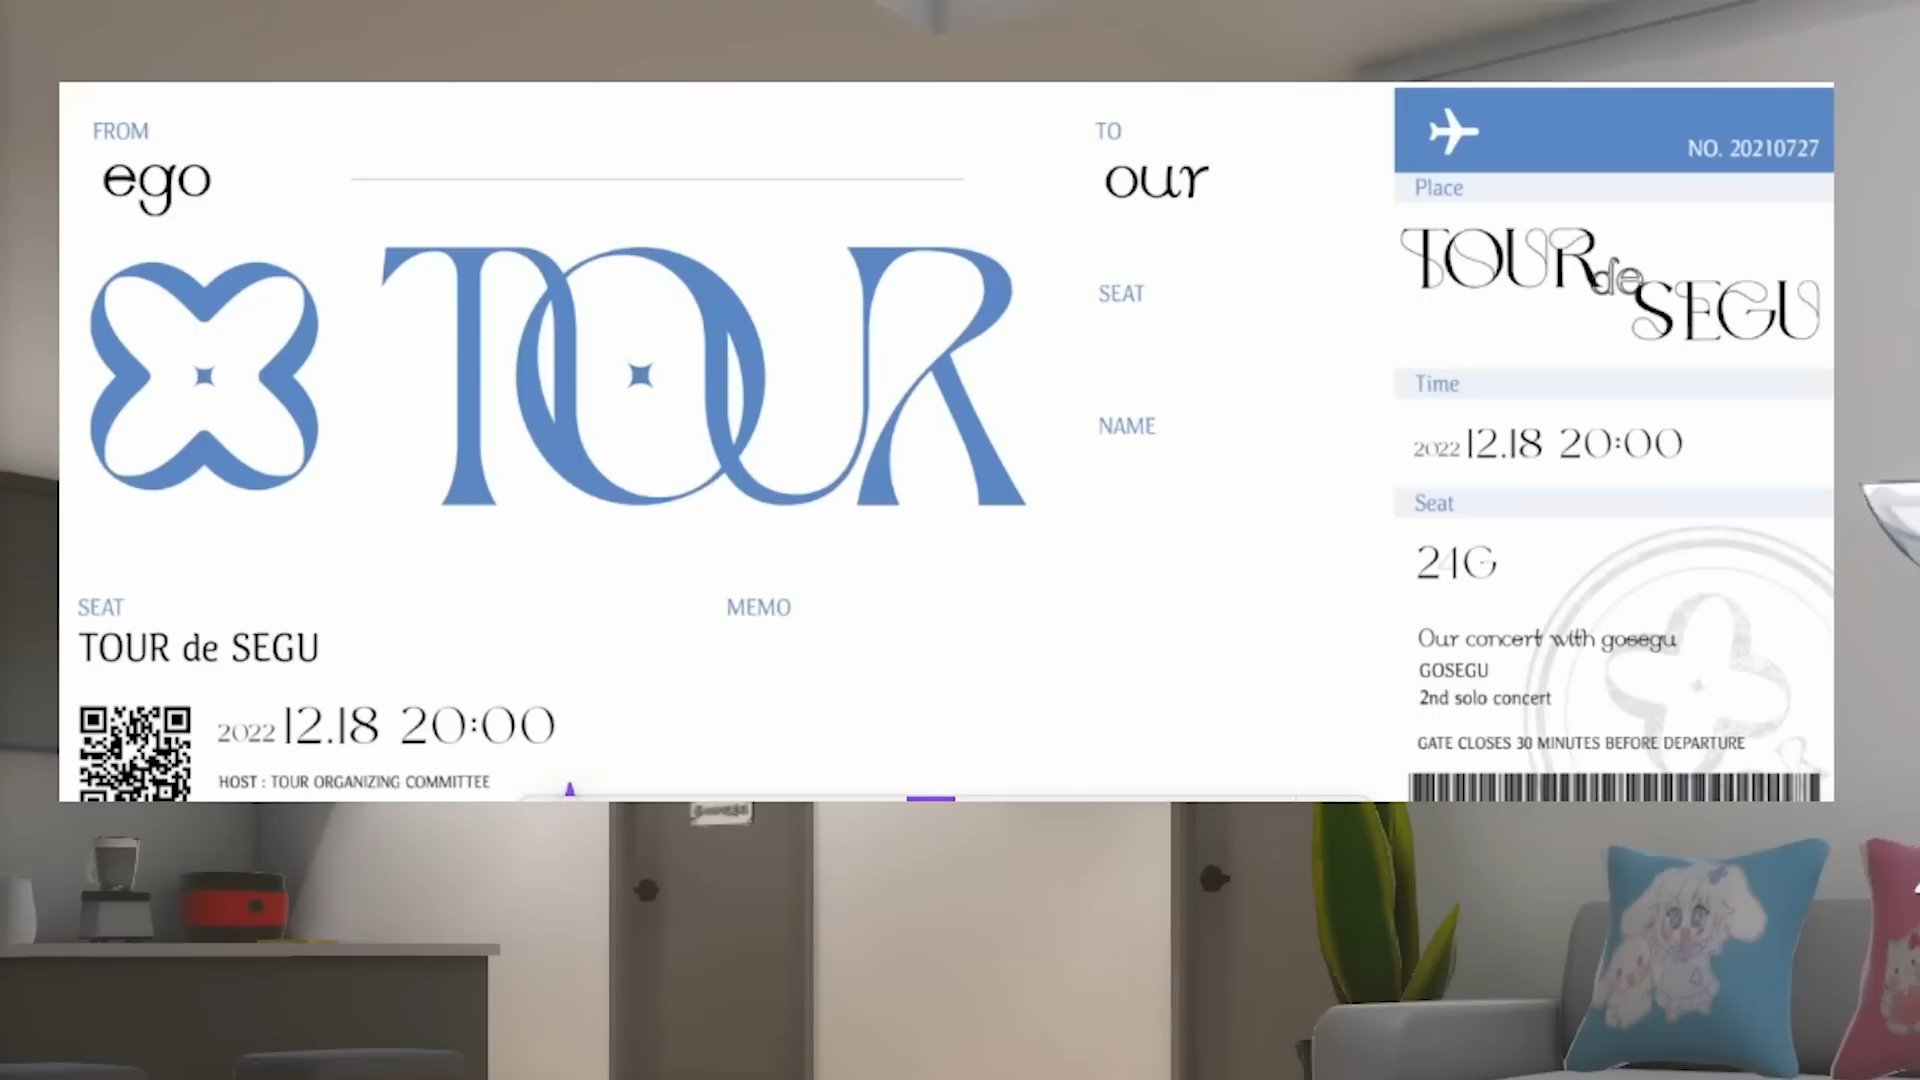 FROM
ego
TO
our
TOUR
SEAT
NAME
SEAT
TOUR de SEGU
MEMO
2022 12.18 20:00
HOST : TOUR ORGANIZING COMMITTEE
NO. 20210727
Place
TOUR de SEGU
Time
2022 12.18 20:00
Seat
24G
Our concert with gosegu
GOSEGU
2nd solo concert
GATE CLOSES 30 MINUTES BEFORE DEPARTURE